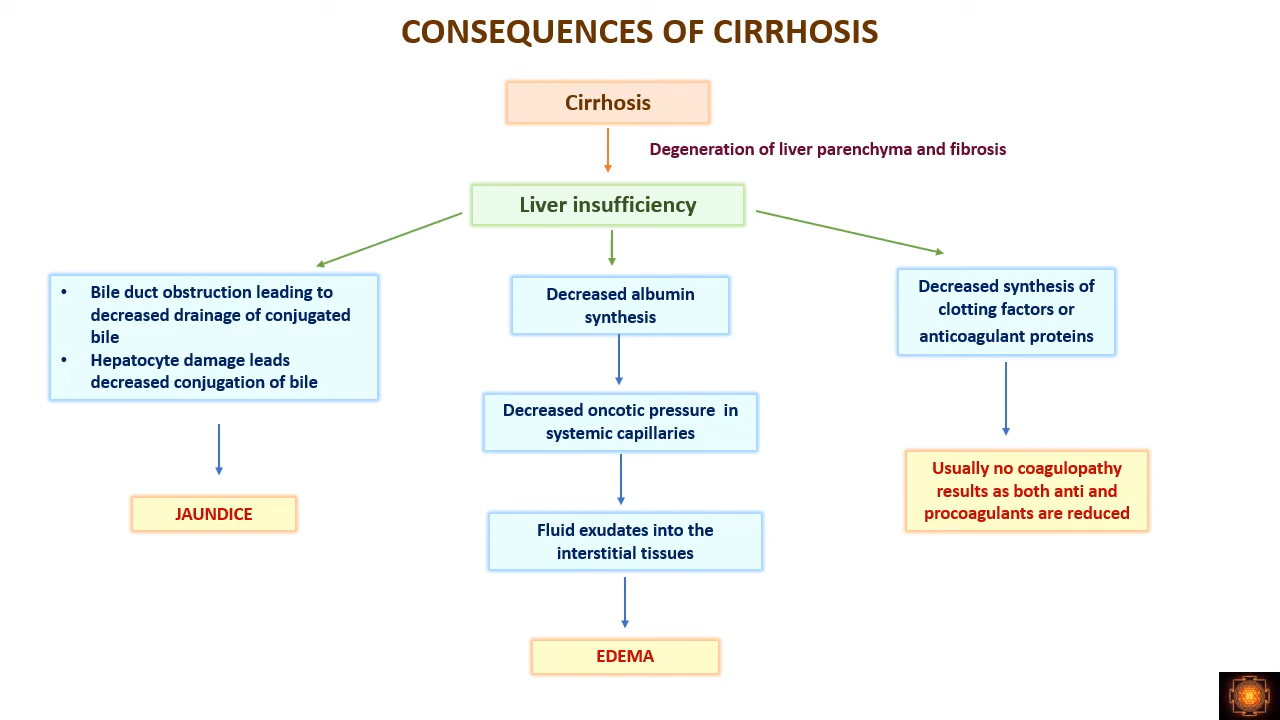 CONSEQUENCES OF CIRRHOSIS
Cirrhosis
Degeneration of liver parenchyma and fibrosis
Liver insufficiency
• Bile duct obstruction leading to
decreased drainage of conjugated
bile
• Hepatocyte damage leads
decreased conjugation of bile
JAUNDICE
Decreased albumin
synthesis
Decreased oncotic pressure in
systemic capillaries
Fluid exudates into the
interstitial tissues
EDEMA
Decreased synthesis of
clotting factors or
anticoagulant proteins
Usually no coagulopathy
results as both anti and
procoagulants are reduced